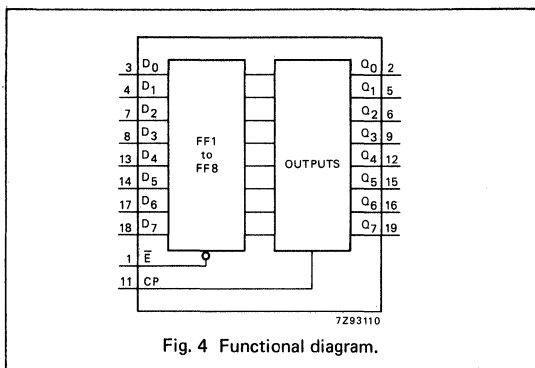 3 D0 Q0 2
4 D1 Q1 5
7 D2 Q2 6
8 D3 Q3 9
13 D4 Q4 12
14 D5 Q5 15
17 D6 Q6 16
18 D7 Q7 19
FF1
to
FF8
OUTPUTS
1 E̅
11 CP
7Z93110
Fig. 4 Functional diagram.